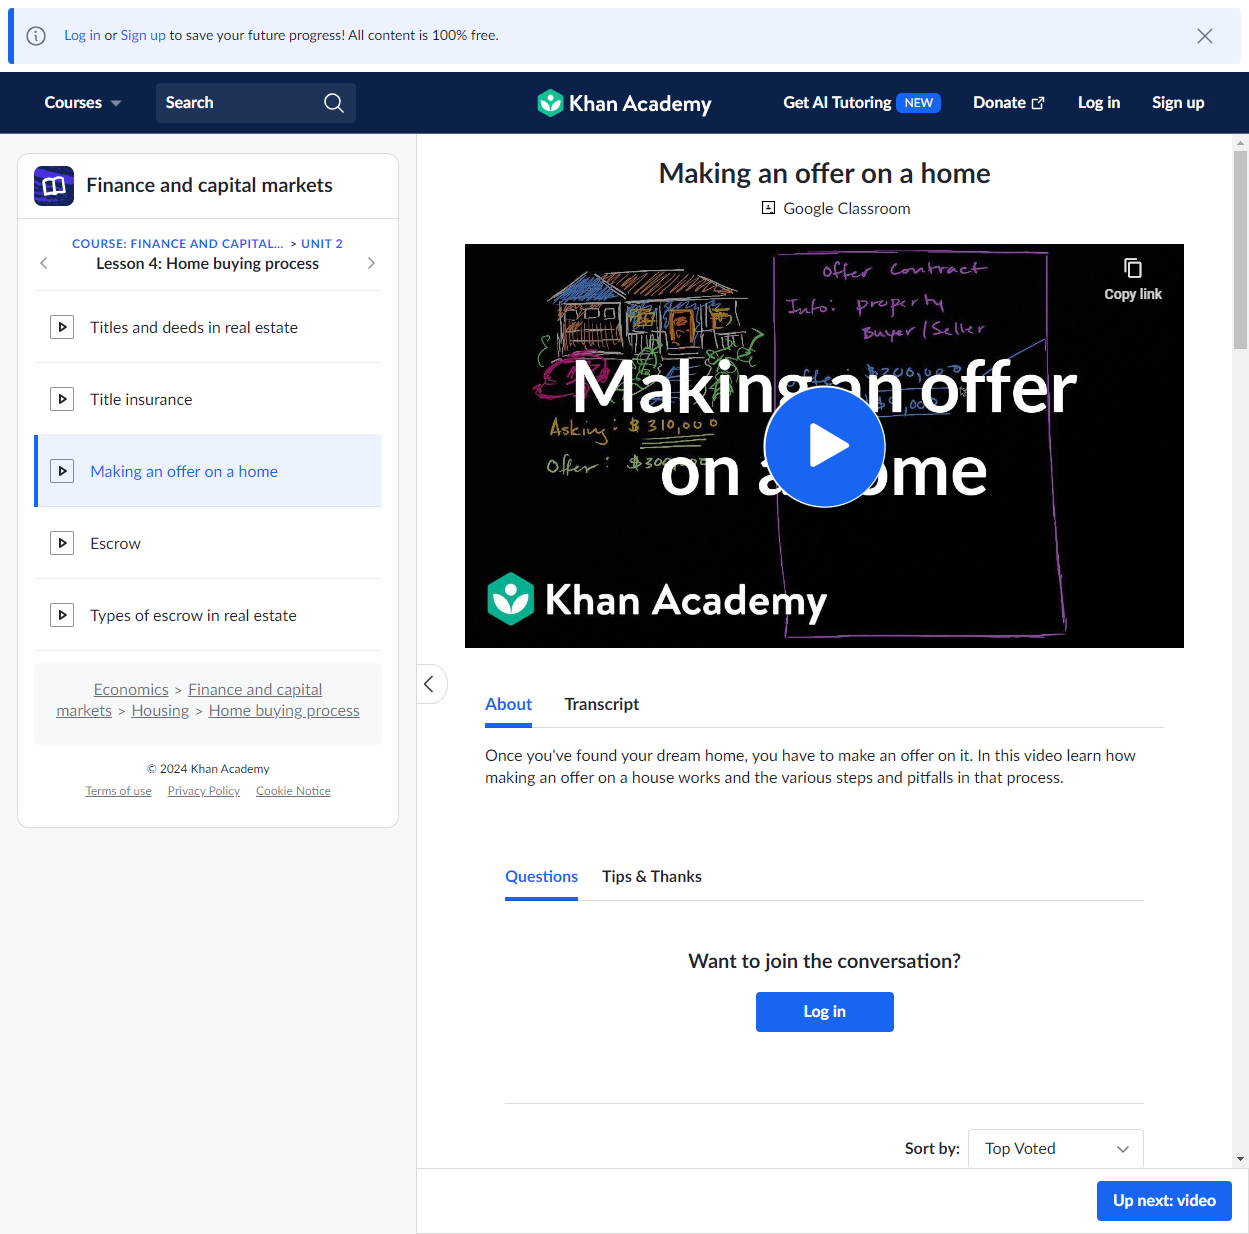 Log in or Sign up to save your future progress! All content is 100% free.
Courses
Search
Khan Academy
Get AI Tutoring NEW
Donate
Log in
Sign up
Finance and capital markets
COURSE: FINANCE AND CAPITAL... > UNIT 2
Lesson 4: Home buying process
Titles and deeds in real estate
Title insurance
Making an offer on a home
Escrow
Types of escrow in real estate
Economics > Finance and capital
markets > Housing > Home buying process
© 2024 Khan Academy
Terms of use Privacy Policy Cookie Notice
Making an offer on a home
Google Classroom
Offer Contract
Info: property
Buyer/Seller
Copy link
Making an offer
on a home
Asking: $310,000
Offer: $300,000
Khan Academy
About Transcript
Once you've found your dream home, you have to make an offer on it. In this video learn how
making an offer on a house works and the various steps and pitfalls in that process.
Questions Tips & Thanks
Want to join the conversation?
Log in
Sort by: Top Voted
Up next: video